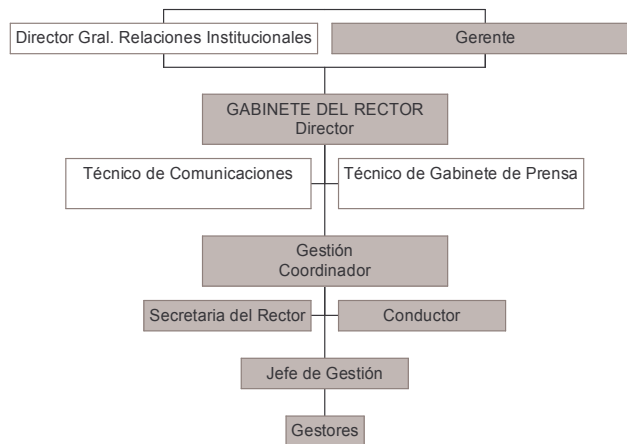 Director Gral. Relaciones Institucionales
Gerente
GABINETE DEL RECTOR
Director
Técnico de Comunicaciones
Técnico de Gabinete de Prensa
Gestión
Coordinador
Secretaria del Rector
Conductor
Jefe de Gestión
Gestores